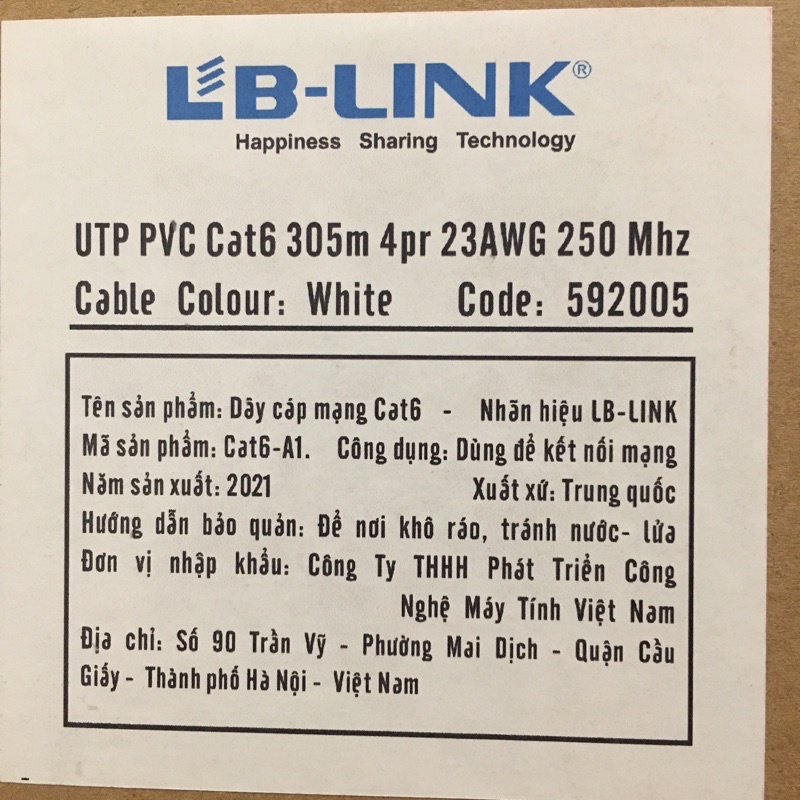 LB-LINK®
Happiness Sharing Technology
UTP PVC Cat6 305m 4pr 23AWG 250 Mhz
Cable Colour: White Code: 592005
Tên sản phẩm: Dây cáp mạng Cat6 - Nhãn hiệu LB-LINK
Mã sản phẩm: Cat6-A1. Công dụng: Dùng để kết nối mạng
Năm sản xuất: 2021 Xuất xứ: Trung quốc
Hướng dẫn bảo quản: Để nơi khô ráo, tránh nước- lửa
Đơn vị nhập khẩu: Công Ty THHH Phát Triển Công
Nghệ Máy Tính Việt Nam
Địa chỉ: Số 90 Trần Vỹ - Phường Mai Dịch - Quận Cầu
Giấy - Thành phố Hà Nội - Việt Nam